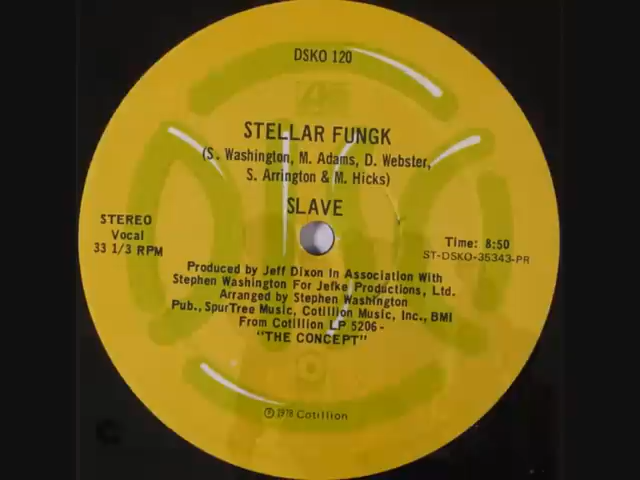 DSKO 120
STELLAR FUNGK
(S. Washington, M. Adams, D. Webster,
S. Arrington & M. Hicks)
SLAVE
STEREO
Vocal
33 1/3 RPM
Time: 8:50
ST-DSKO-35343-PR
Produced by Jeff Dixon In Association With
Stephen Washington For Jefke Productions, Ltd.
Arranged by Stephen Washington
Pub., SpurTree Music, Cotillion Music, Inc., BMI
From Cotillion LP 5206-
"THE CONCEPT"
℗ 1978 Cotillion